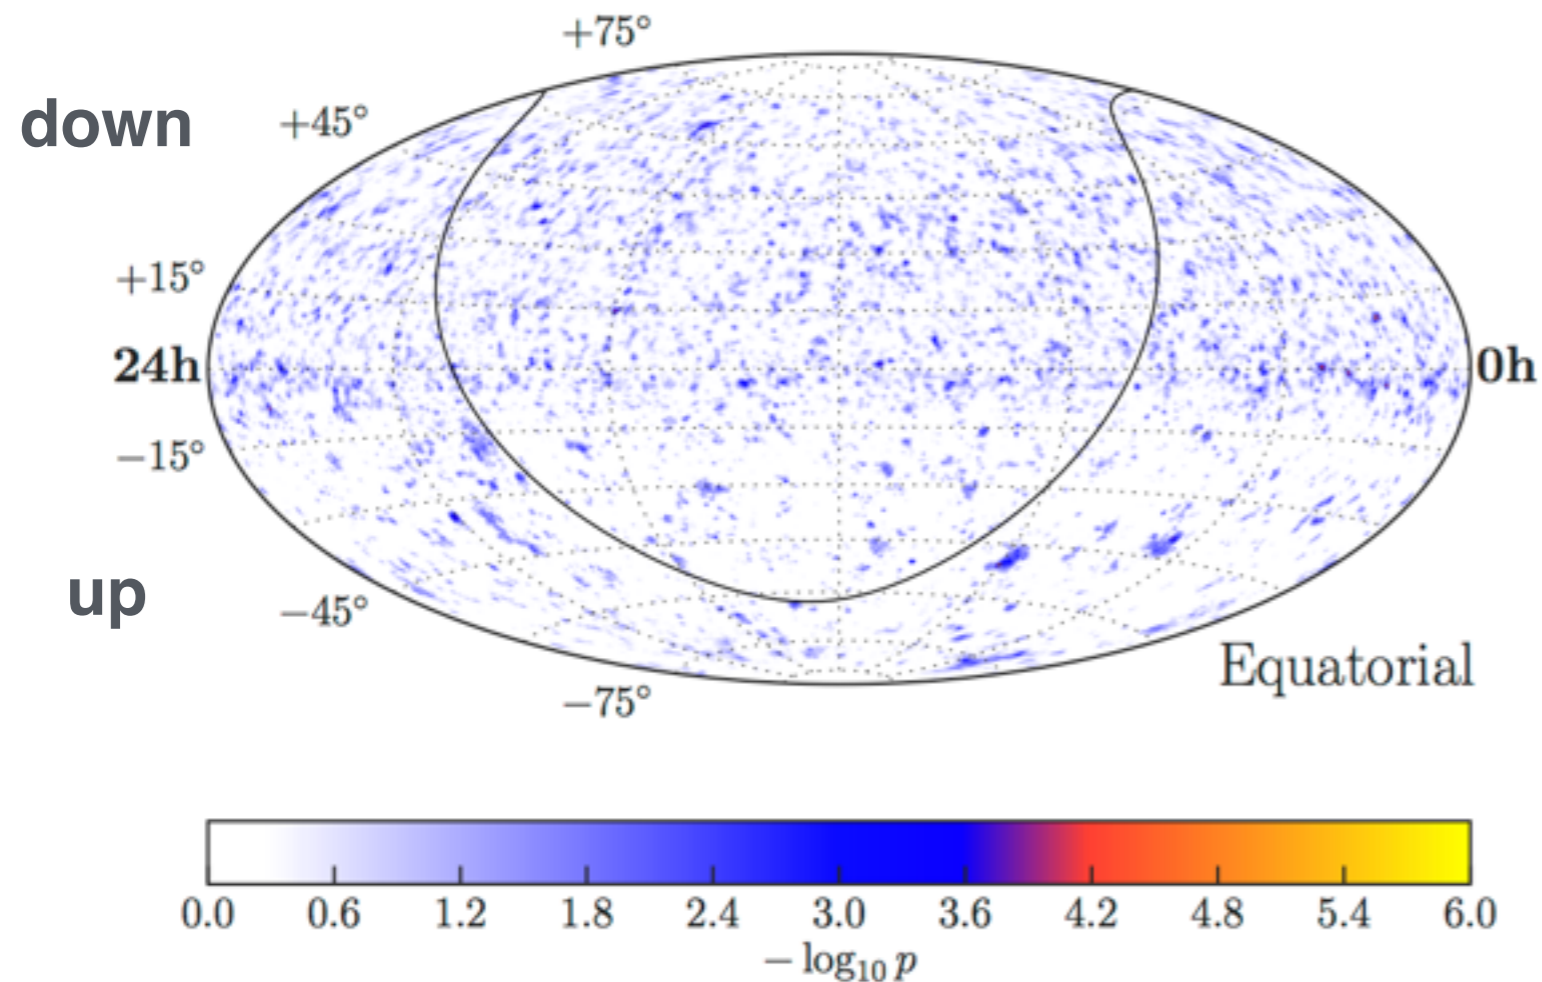 +75°
down
+45°
+15°
24h
0h
−15°
up
−45°
Equatorial
−75°
0.0 0.6 1.2 1.8 2.4 3.0 3.6 4.2 4.8 5.4 6.0
− log₁₀ p